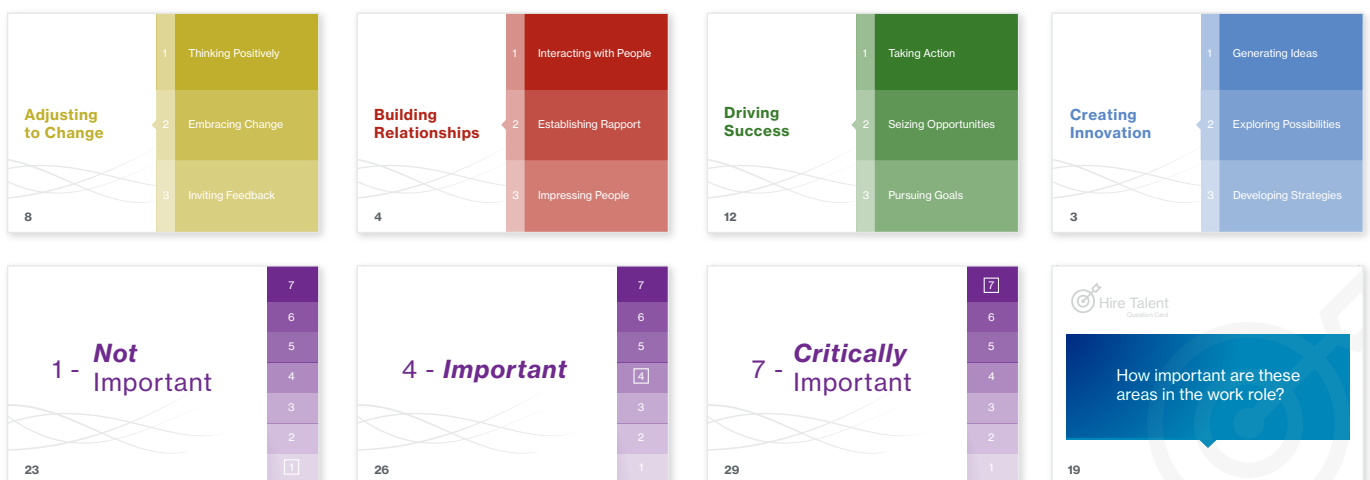 Adjusting
to Change
1 Thinking Positively
2 Embracing Change
3 Inviting Feedback
8
Building
Relationships
1 Interacting with People
2 Establishing Rapport
3 Impressing People
4
Driving
Success
1 Taking Action
2 Seizing Opportunities
3 Pursuing Goals
12
Creating
Innovation
1 Generating Ideas
2 Exploring Possibilities
3 Developing Strategies
3
1 - Not
Important
7
6
5
4
3
2
1
23
4 - Important
7
6
5
4
3
2
1
26
7 - Critically
Important
7
6
5
4
3
2
1
29
Hire Talent
Question Card
How important are these
areas in the work role?
19